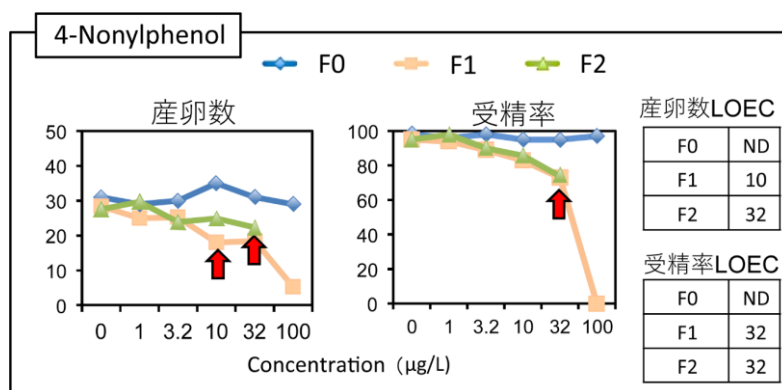 4-Nonylphenol
F0 F1 F2
産卵数
50
40
30
20
10
0
0 1 3.2 10 32 100
受精率
100
80
60
40
20
0
0 1 3.2 10 32 100
Concentration（μg/L）
産卵数LOEC
F0 ND
F1 10
F2 32
受精率LOEC
F0 ND
F1 32
F2 32